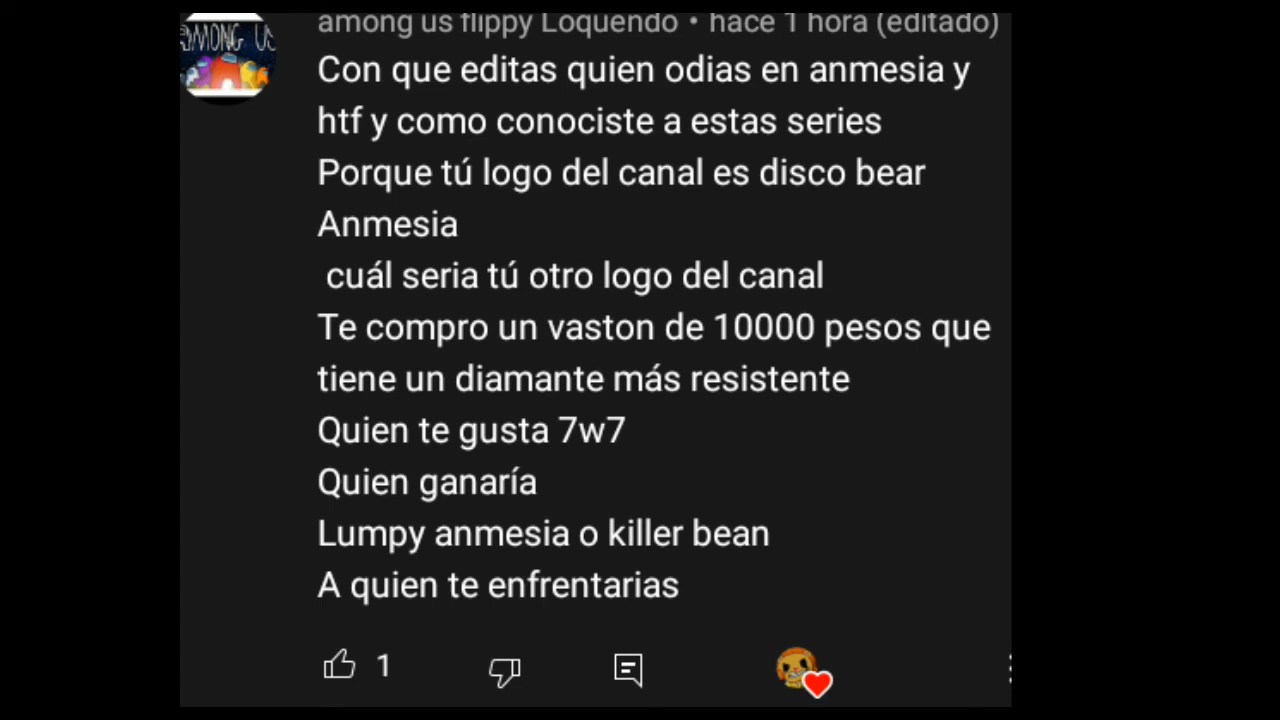 AMONG US
among us flippy Loquendo • hace 1 hora (editado)
Con que editas quien odias en anmesia y
htf y como conociste a estas series
Porque tú logo del canal es disco bear
Anmesia
cuál seria tú otro logo del canal
Te compro un vaston de 10000 pesos que
tiene un diamante más resistente
Quien te gusta 7w7
Quien ganaría
Lumpy anmesia o killer bean
A quien te enfrentarias
1